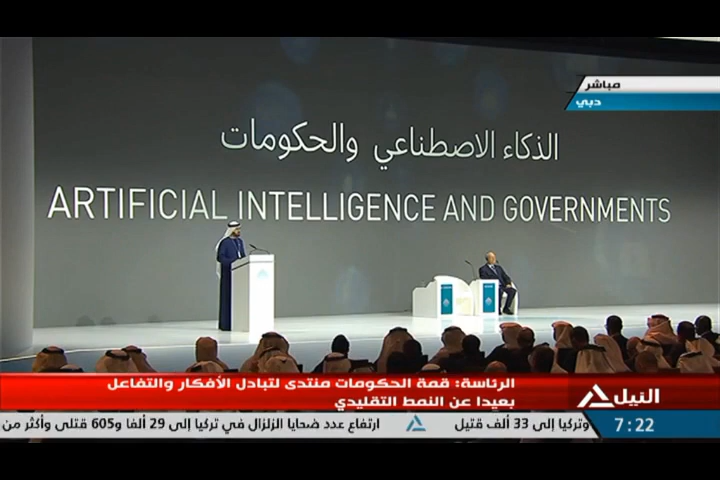 مباشر
دبي
الذكاء الاصطناعي والحكومات
ARTIFICIAL INTELLIGENCE AND GOVERNMENTS
الرئاسة: قمة الحكومات منتدى لتبادل الأفكار والتفاعل
بعيدا عن النمط التقليدي
النيل
وتركيا إلى 33 ألف قتيل
ارتفاع عدد ضحايا الزلزال في تركيا إلى 29 ألفا و605 قتلى وأكثر من
7:22